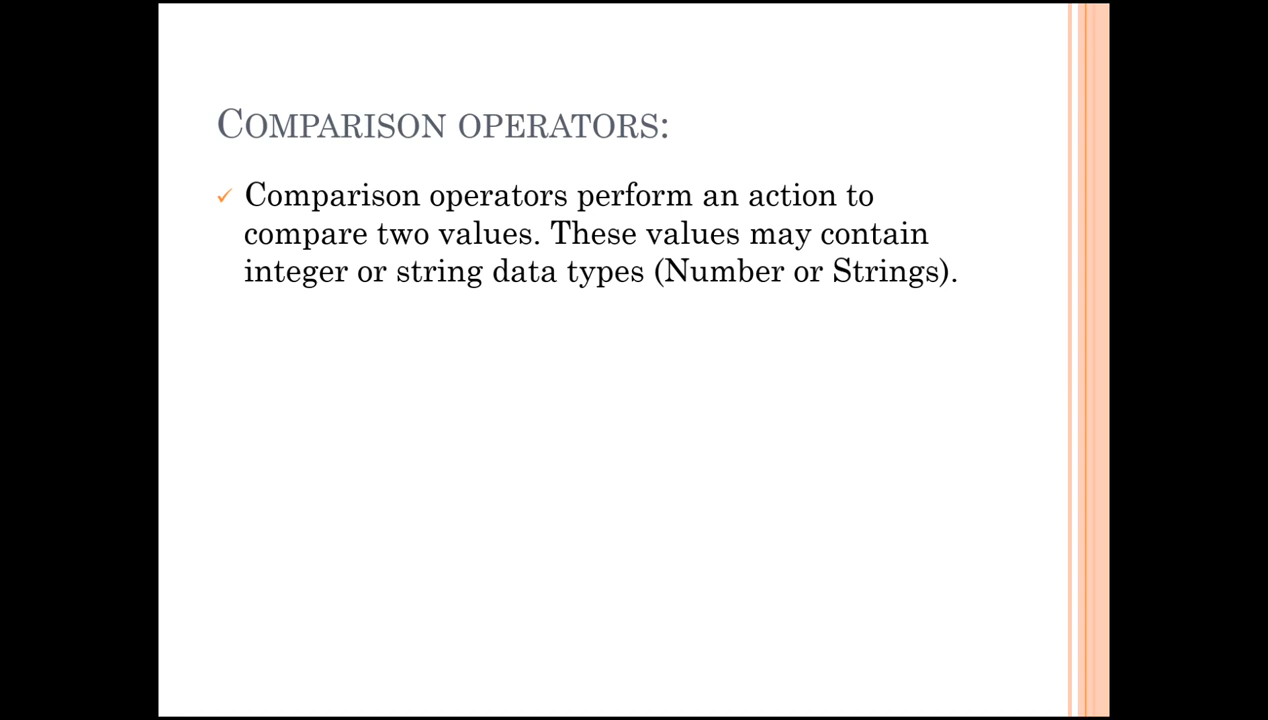 COMPARISON OPERATORS:
Comparison operators perform an action to
compare two values. These values may contain
integer or string data types (Number or Strings).